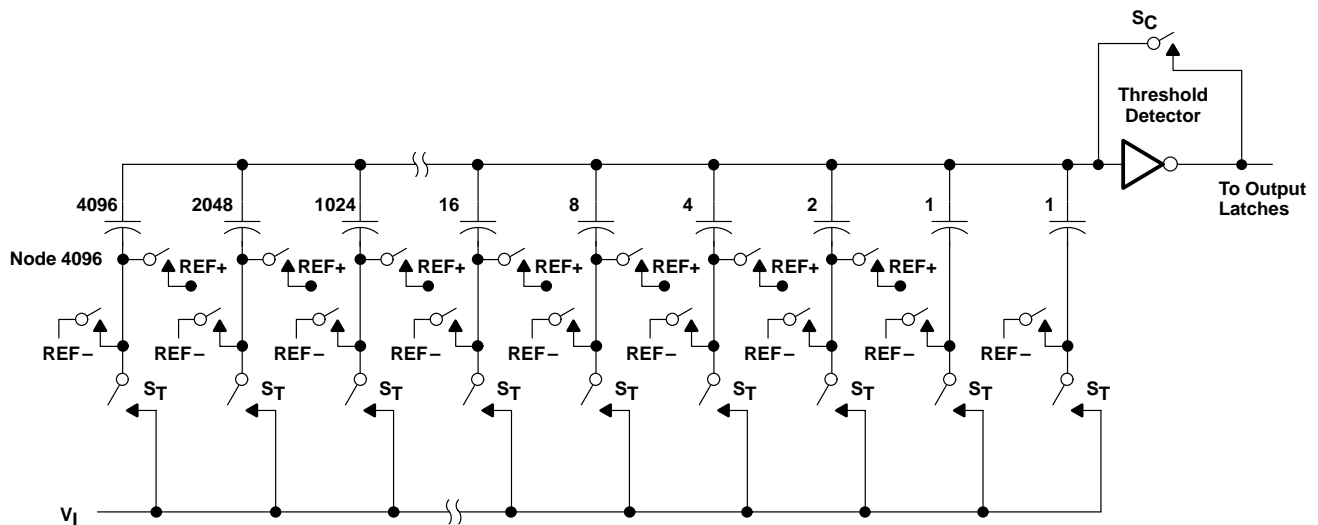 SC
Threshold
Detector
To Output
Latches
4096 2048 1024 16 8 4 2 1 1
Node 4096 REF+ REF+ REF+ REF+ REF+ REF+ REF+
REF− REF− REF− REF− REF− REF− REF− REF− REF−
ST ST ST ST ST ST ST ST ST
VI